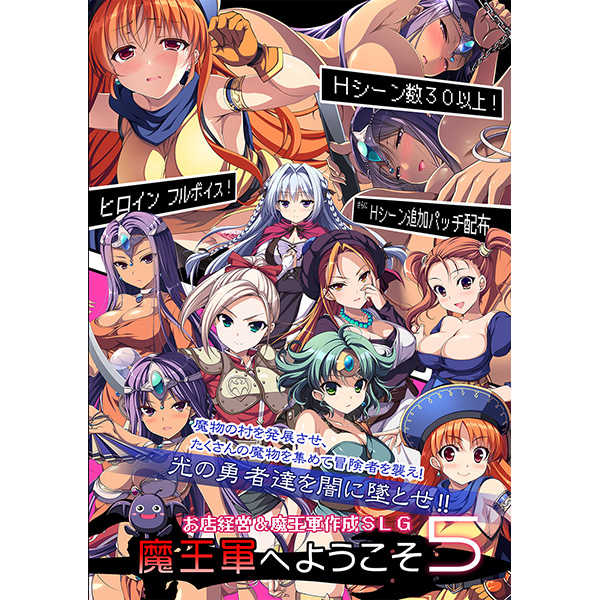 Hシーン数30以上!
ヒロイン フルボイス!
さらに Hシーン追加パッチ配布
魔物の村を発展させ、
たくさんの魔物を集めて冒険者を襲え!
光の勇者達を闇に墜とせ!!
お店経営&魔王軍作成SLG
魔王軍へようこそ5